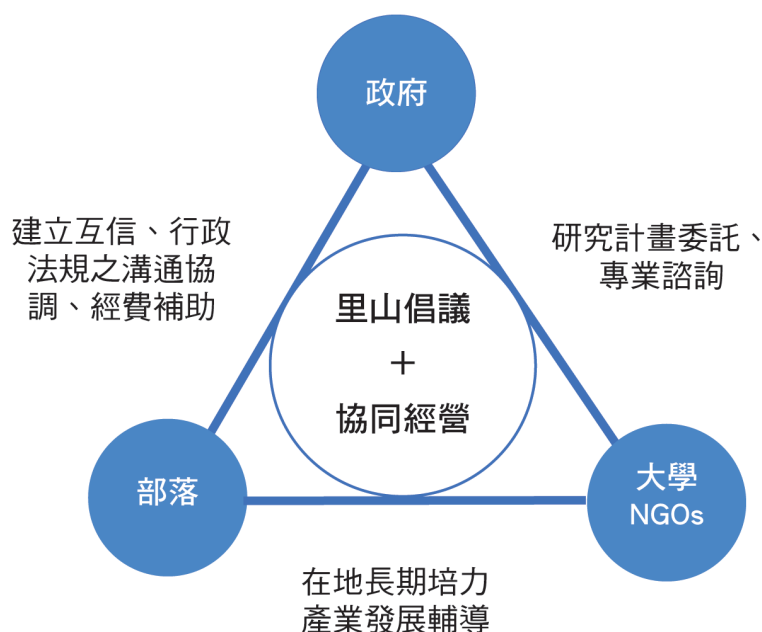 政府
建立互信、行政
法規之溝通協
調、經費補助
研究計畫委託、
專業諮詢
里山倡議
+
協同經營
部落
大學
NGOs
在地長期培力
產業發展輔導